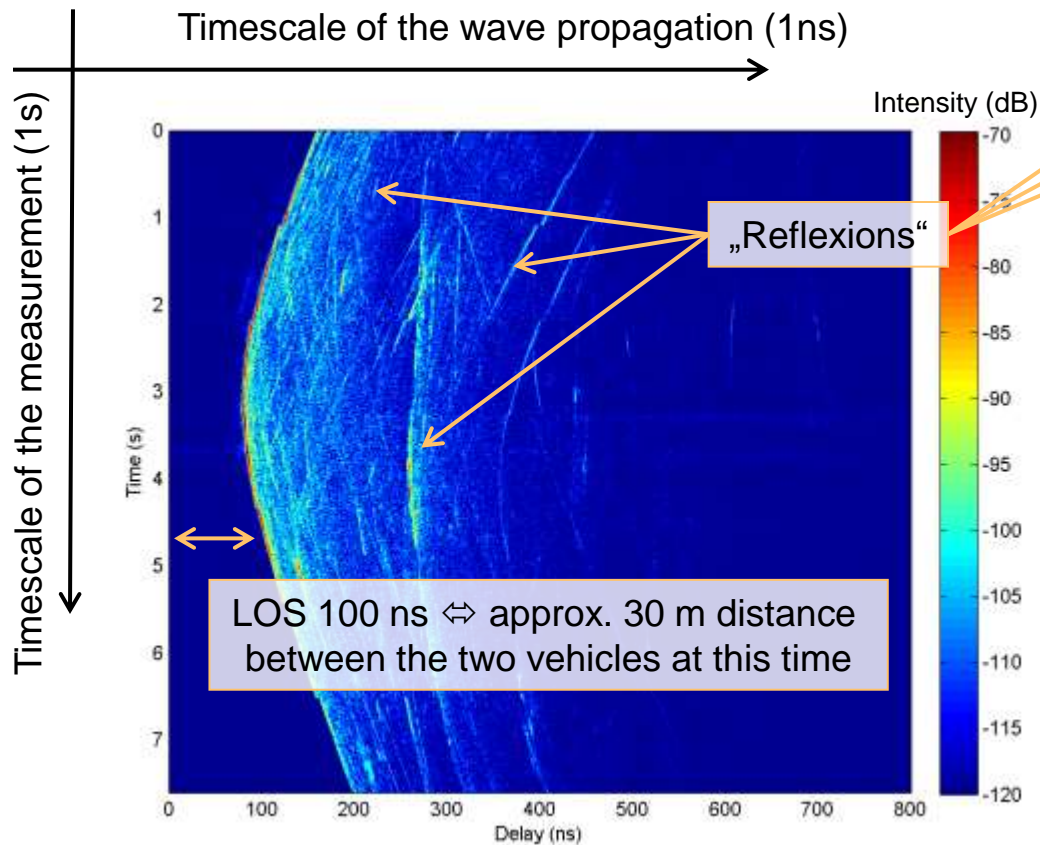 Timescale of the wave propagation (1ns)
Timescale of the measurement (1s)
Intensity (dB)
0
1
2
3
4
5
6
7
Time (s)
„Reflexions“
LOS 100 ns ⇔ approx. 30 m distance
between the two vehicles at this time
0 100 200 300 400 500 600 700 800
Delay (ns)
-70
-75
-80
-85
-90
-95
-100
-105
-110
-115
-120